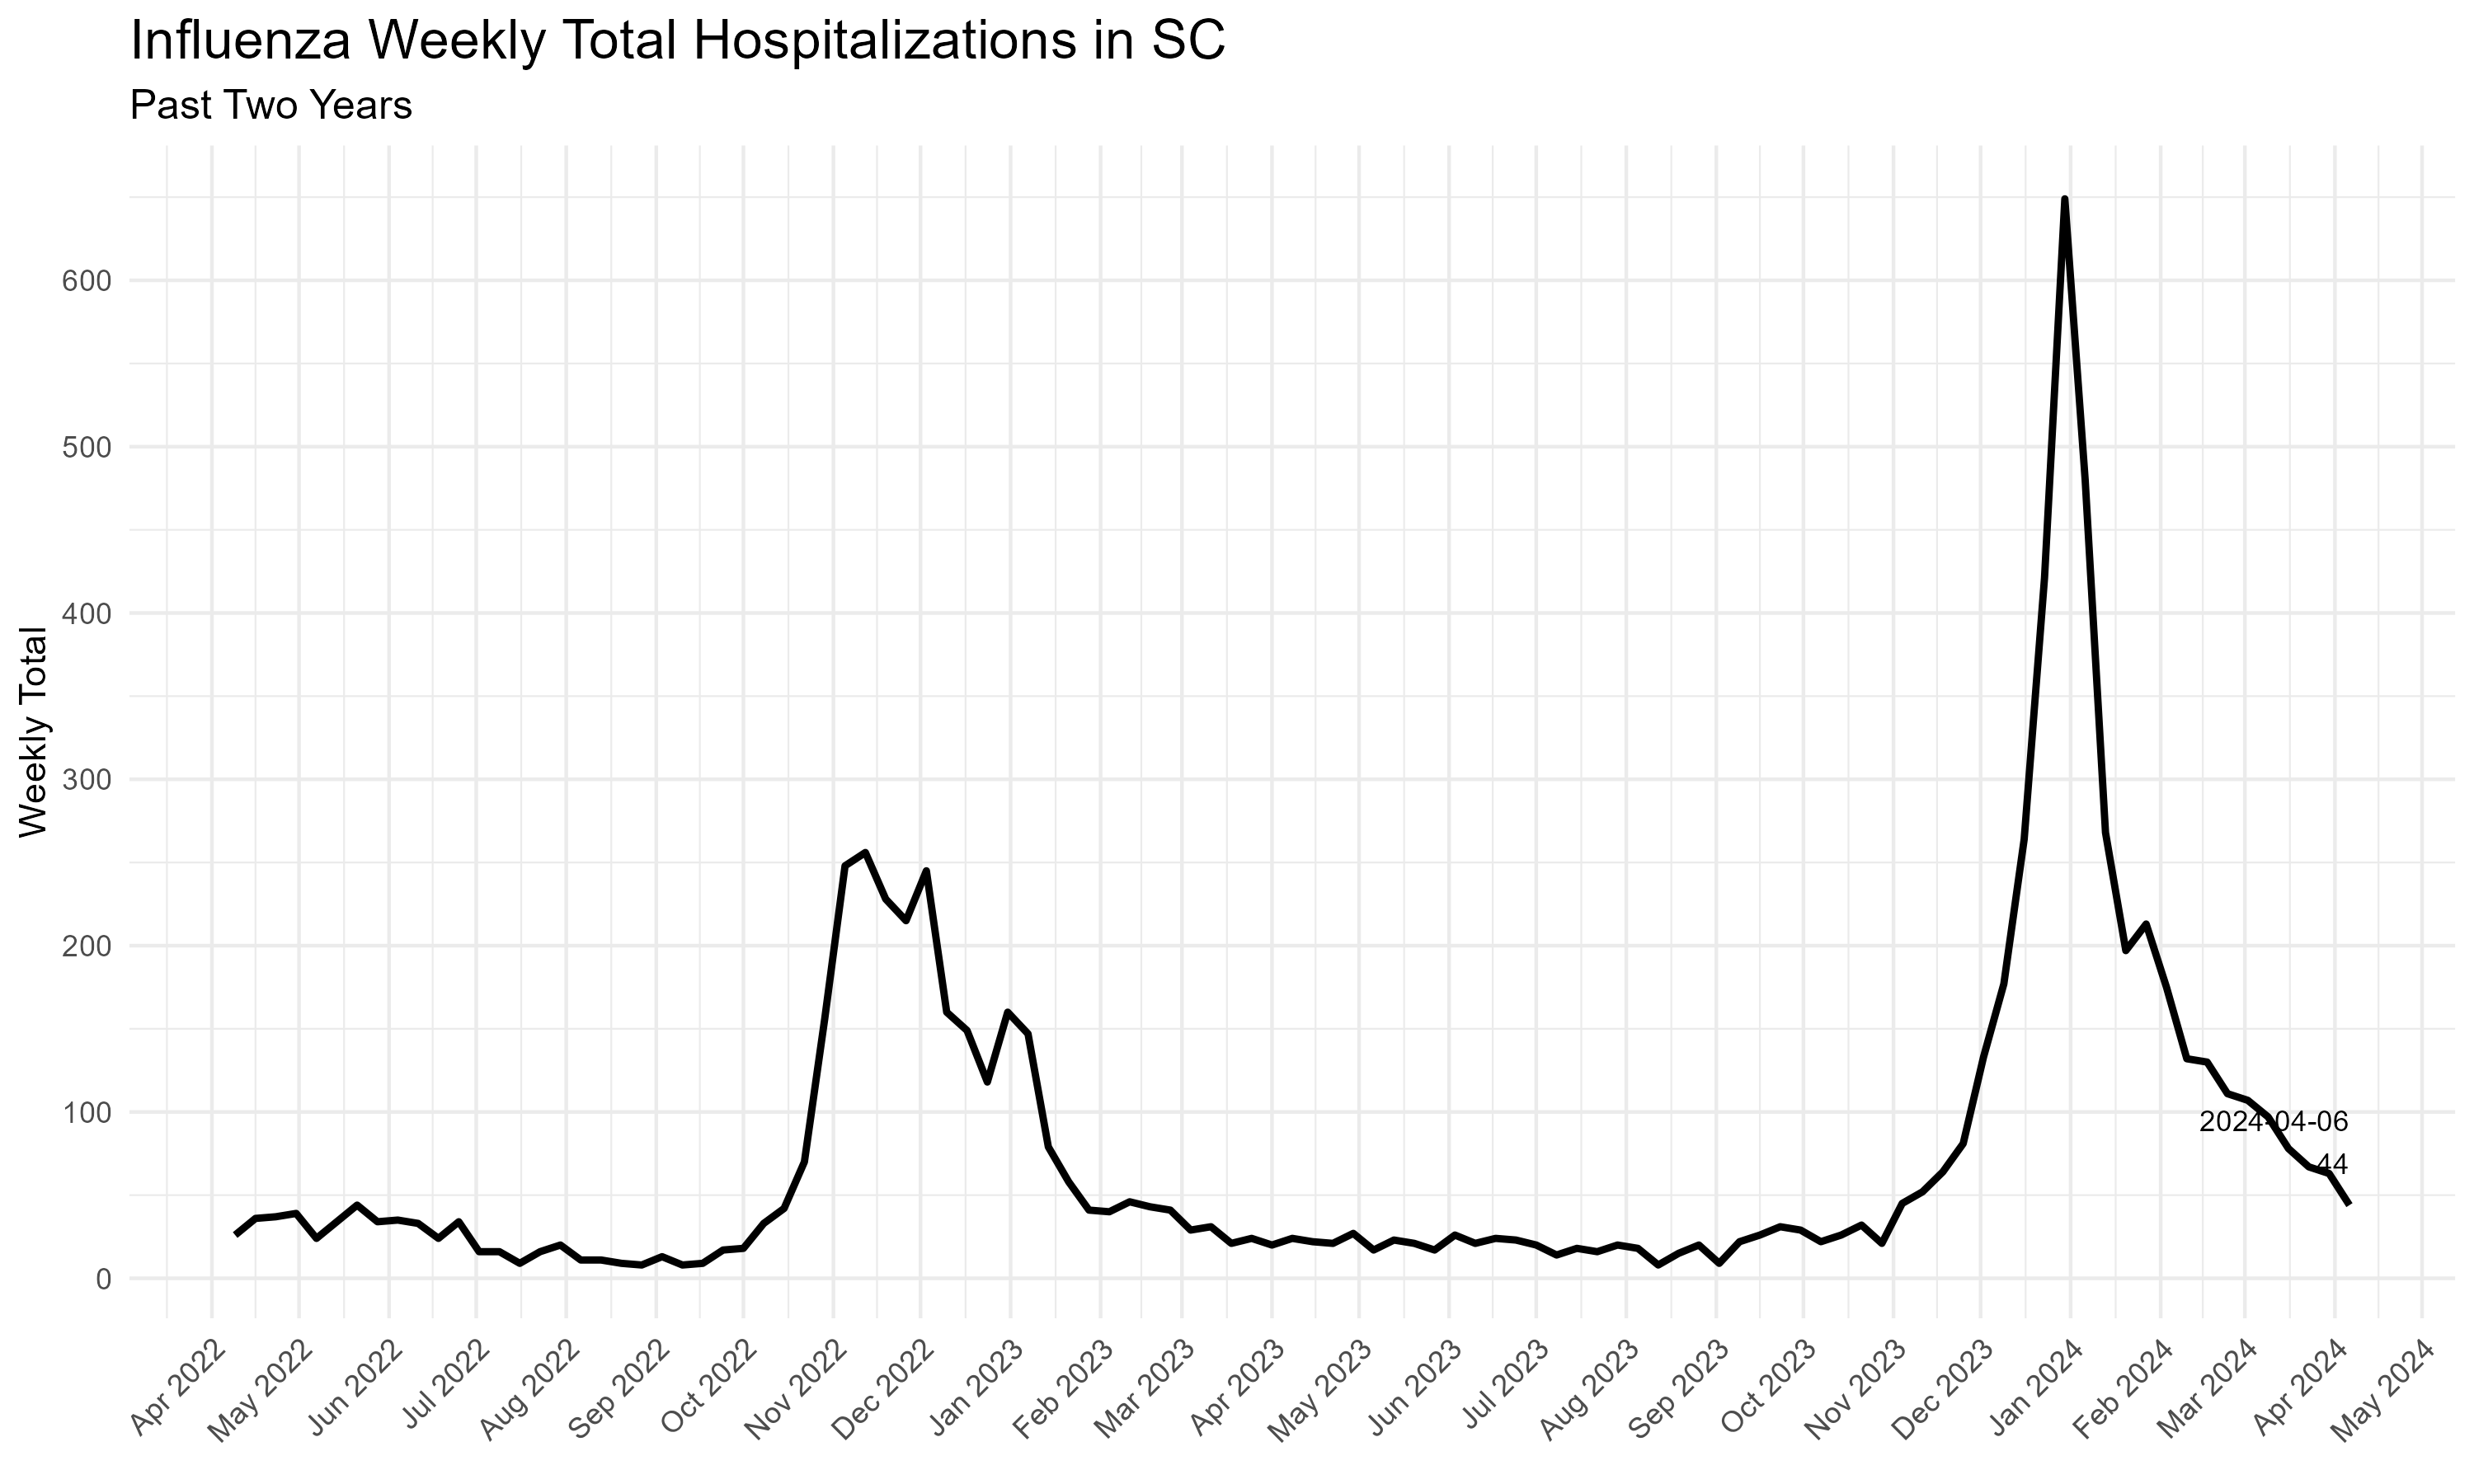 Influenza Weekly Total Hospitalizations in SC
Past Two Years
Weekly Total
600
500
400
300
200
100
0
2024-04-06
44
Apr 2022
May 2022
Jun 2022
Jul 2022
Aug 2022
Sep 2022
Oct 2022
Nov 2022
Dec 2022
Jan 2023
Feb 2023
Mar 2023
Apr 2023
May 2023
Jun 2023
Jul 2023
Aug 2023
Sep 2023
Oct 2023
Nov 2023
Dec 2023
Jan 2024
Feb 2024
Mar 2024
Apr 2024
May 2024